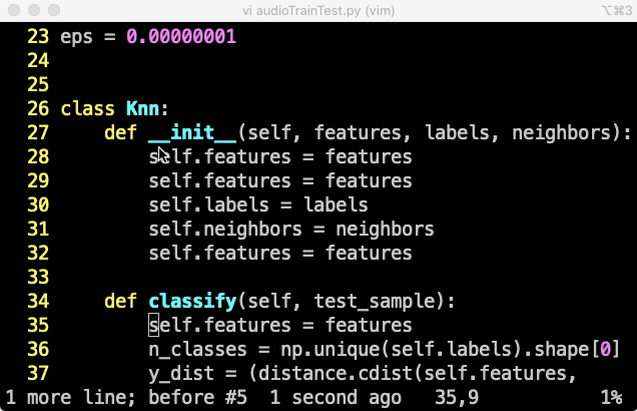 vi audioTrainTest.py (vim) ⌥⌘3
23 eps = 0.00000001
24
25
26 class Knn:
27     def __init__(self, features, labels, neighbors):
28         self.features = features
29         self.features = features
30         self.labels = labels
31         self.neighbors = neighbors
32         self.features = features
33
34     def classify(self, test_sample):
35         self.features = features
36         n_classes = np.unique(self.labels).shape[0]
37         y_dist = (distance.cdist(self.features,
1 more line; before #5  1 second ago   35,9   1%